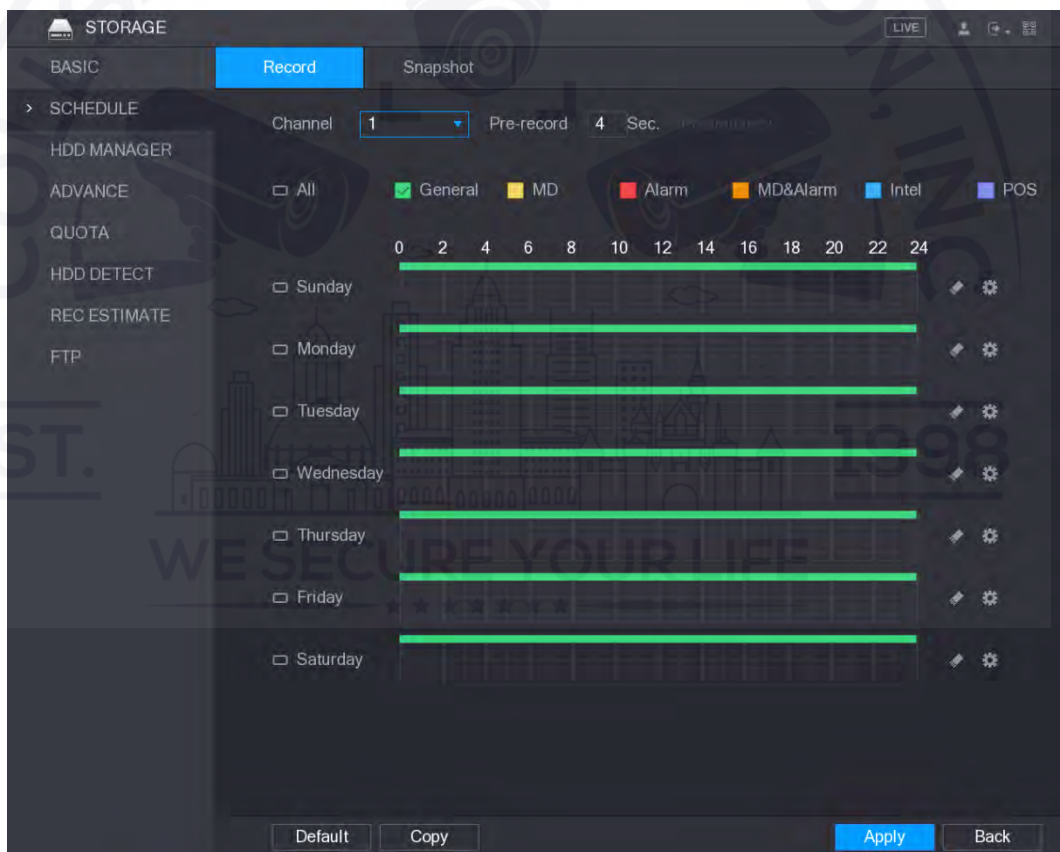 STORAGE
LIVE
BASIC
Record Snapshot
SCHEDULE
Channel 1 Pre-record 4 Sec.
HDD MANAGER
ADVANCE
All General MD Alarm MD&Alarm Intel POS
QUOTA
0 2 4 6 8 10 12 14 16 18 20 22 24
HDD DETECT
Sunday
REC ESTIMATE
Monday
FTP
Tuesday
EST. 1998
Wednesday
Thursday
WE SECURE YOUR LIFE
Friday
Saturday
Default Copy Apply Back